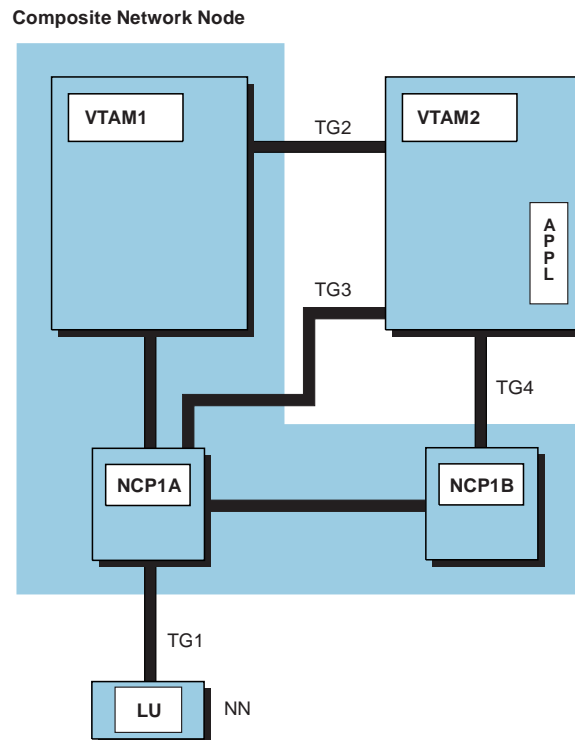 Composite Network Node
VTAM1
TG2
VTAM2
A
P
P
L
TG3
TG4
NCP1A
NCP1B
TG1
LU
NN